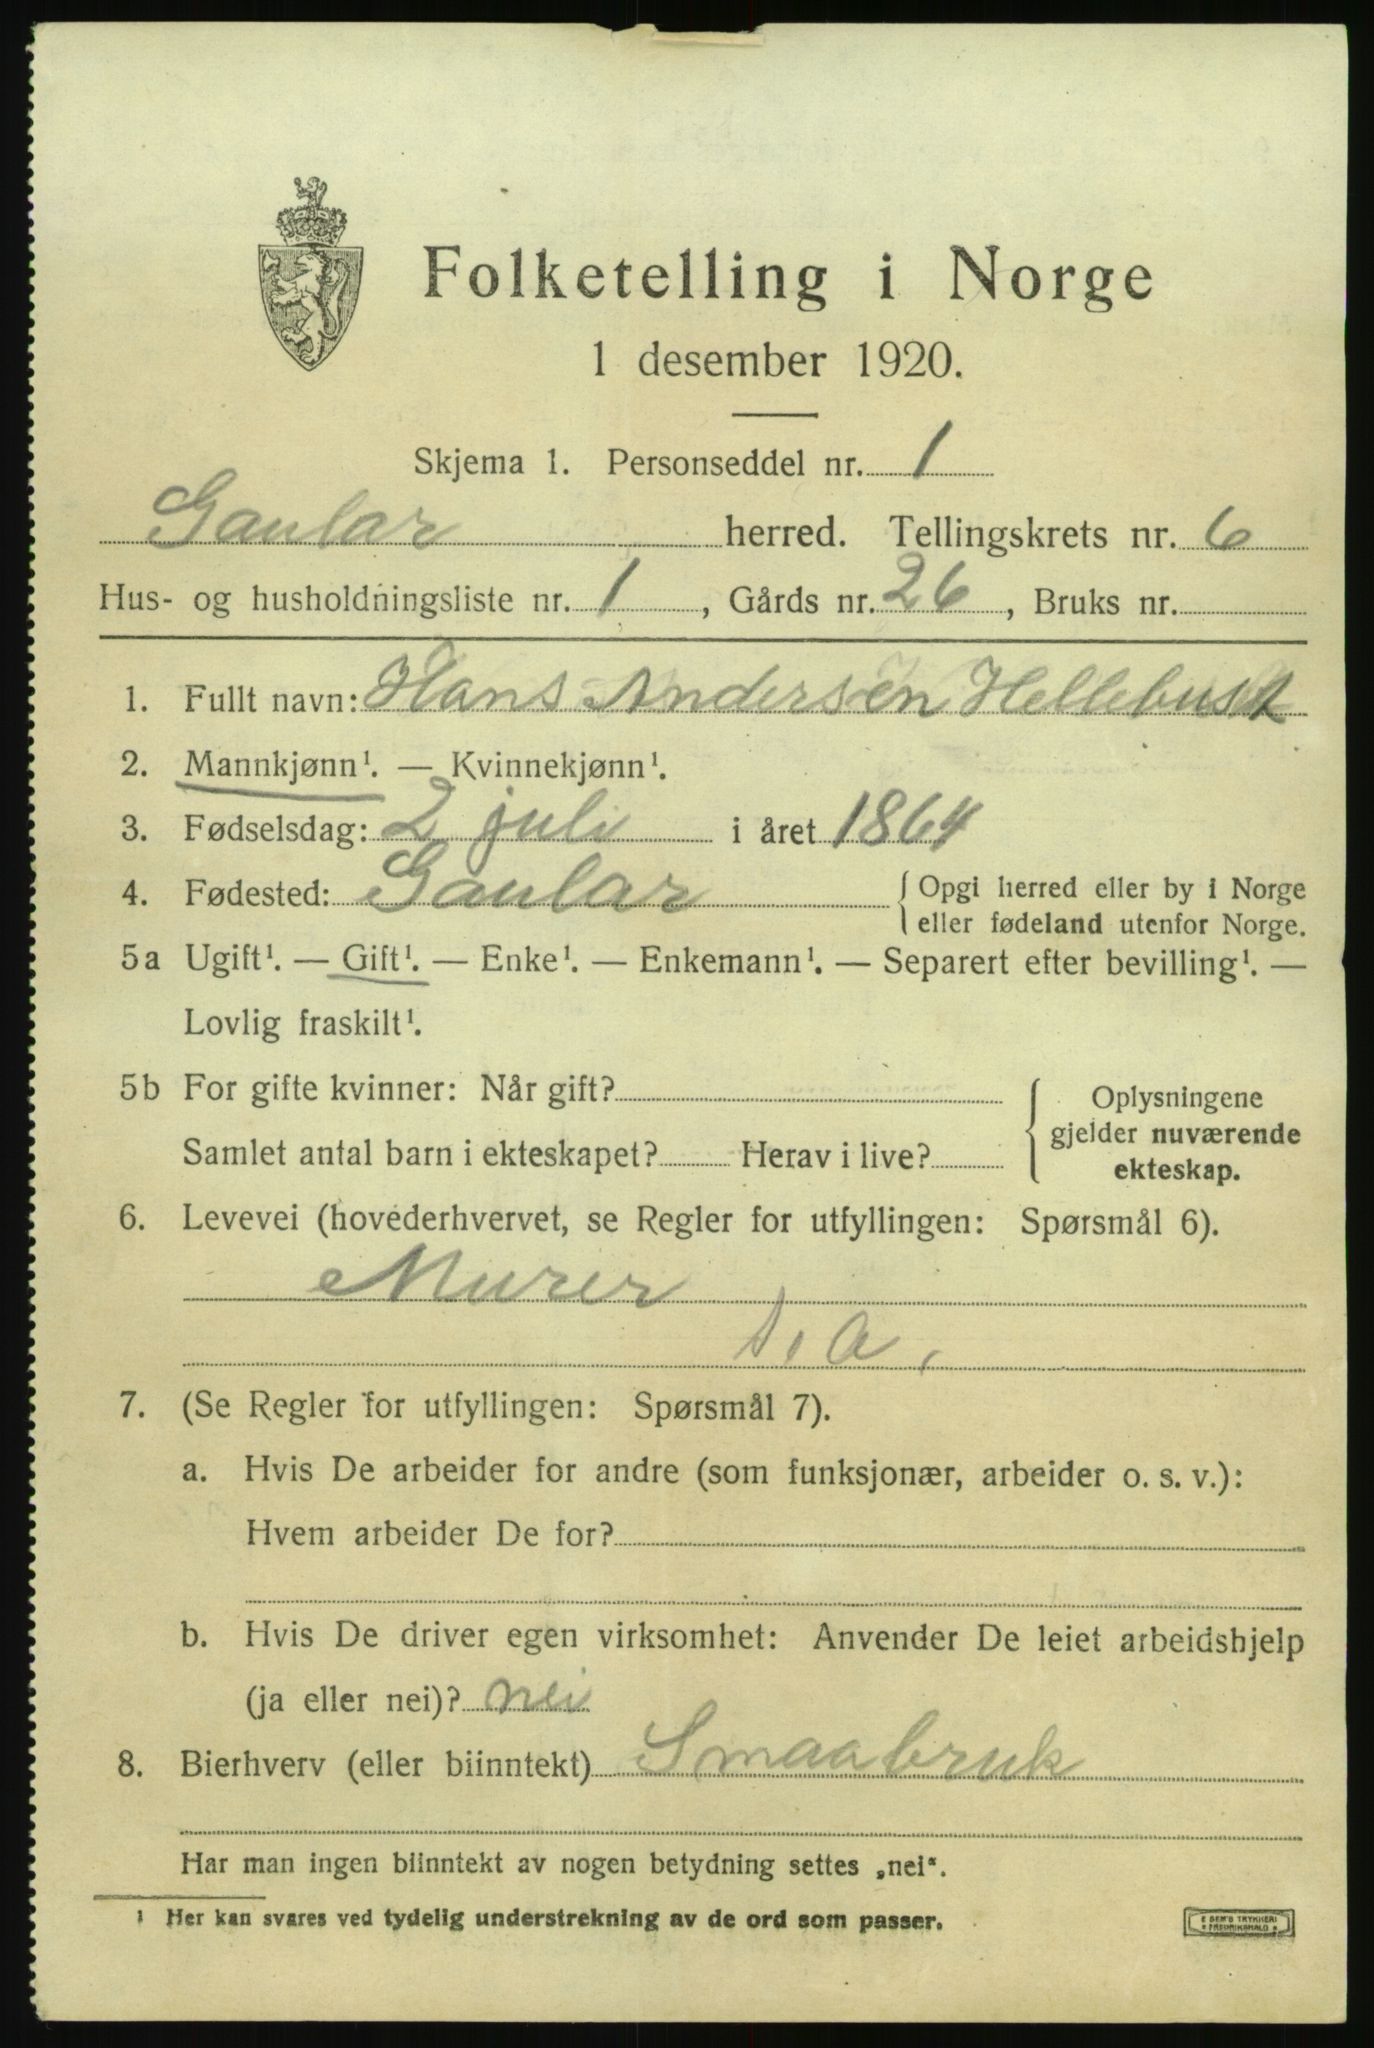 Folketelling i Norge
1 desember 1920.
Skjema 1. Personseddel nr. 1
Gaular herred. Tellingskrets nr. 6
Hus- og husholdningsliste nr. 1, Gårds nr. 26, Bruks nr.
1. Fullt navn: Hans Andersen Hellebust
2. Mannkjønn¹. — Kvinnekjønn¹.
3. Fødselsdag: 2 juli i året 1864
4. Fødested: Gaular {Opgi herred eller by i Norge
eller fødeland utenfor Norge.
5a Ugift¹. — Gift¹. — Enke¹. — Enkemann¹. — Separert efter bevilling¹. —
Lovlig fraskilt¹.
5b For gifte kvinner: Når gift?
Samlet antal barn i ekteskapet? Herav i live?
{Oplysningene
gjelder nuværende
ekteskap.
6. Levevei (hovederhvervet, se Regler for utfyllingen: Spørsmål 6).
Murer
s. a.
7. (Se Regler for utfyllingen: Spørsmål 7).
a. Hvis De arbeider for andre (som funksjonær, arbeider o. s. v.):
Hvem arbeider De for?
b. Hvis De driver egen virksomhet: Anvender De leiet arbeidshjelp
(ja eller nei)? nei
8. Bierhverv (eller biinntekt) Smaabruk
Har man ingen biinntekt av nogen betydning settes „nei“.
¹ Her kan svares ved tydelig understrekning av de ord som passer.
E SEM'S TRYKKERI
FREDRIKSHALD